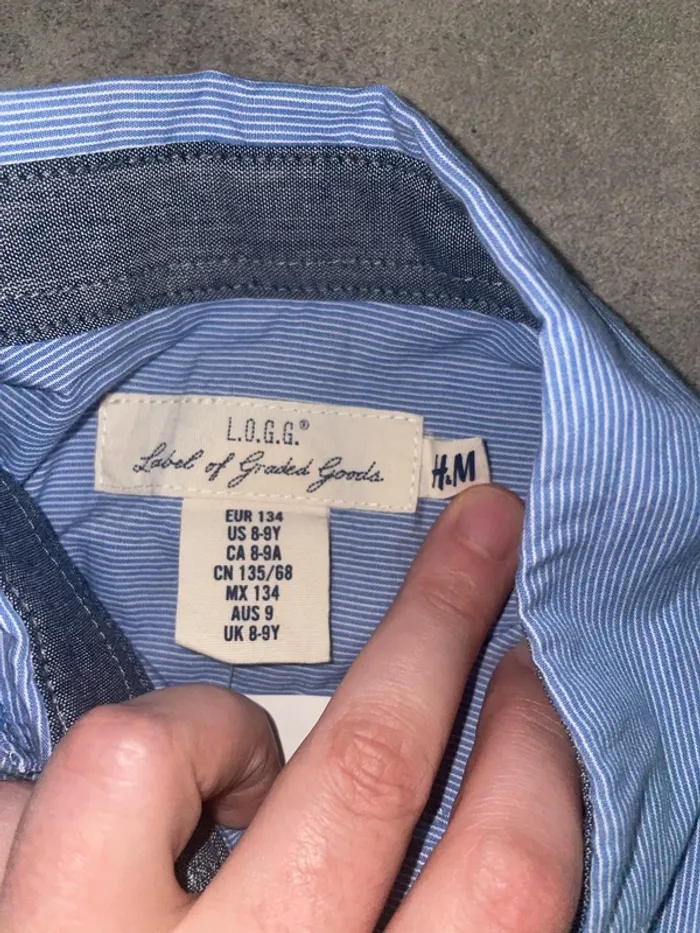 L.O.G.G.®
Label of Graded Goods
H&M
EUR 134
US 8-9Y
CA 8-9A
CN 135/68
MX 134
AUS 9
UK 8-9Y